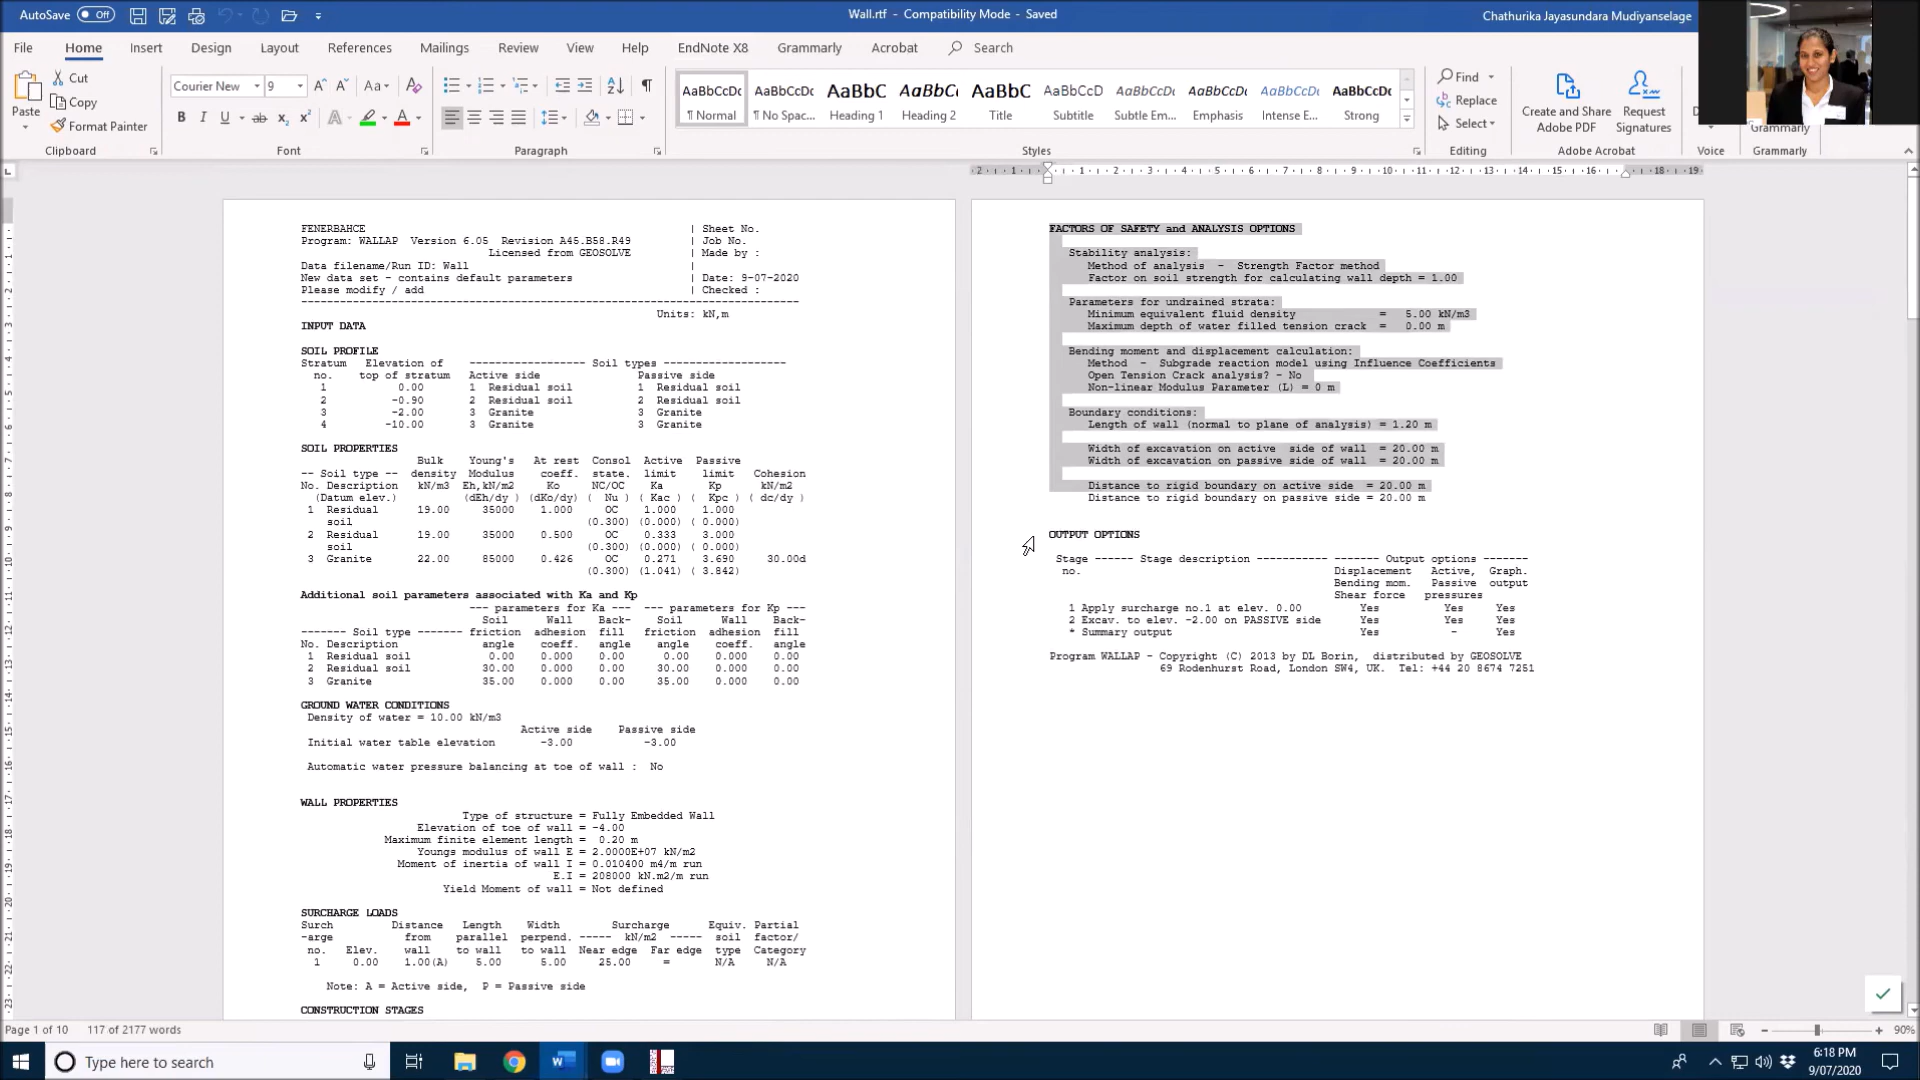 AutoSave Off
Wall.rtf - Compatibility Mode - Saved
Chathurika Jayasundara Mudiyanselage
File Home Insert Design Layout References Mailings Review View Help EndNote X8 Grammarly Acrobat Search
Paste
Cut
Copy
Format Painter
Clipboard
Courier New 9
Font
Paragraph
AaBbCcDc AaBbCcDc AaBbC AaBbCc AaBbC AaBbCcD AaBbCcDc AaBbCcDc AaBbCcDc AaBbCcDc
¶ Normal ¶ No Spac... Heading 1 Heading 2 Title Subtitle Subtle Em... Emphasis Intense E... Strong
Styles
Find
Replace
Select
Editing
Create and Share Adobe PDF
Request Signatures
Adobe Acrobat
Voice
Grammarly
Grammarly
FENERBAHCE | Sheet No.
Program: WALLAP Version 6.05 Revision A45.B58.R49 | Job No.
Licensed from GEOSOLVE | Made by :
Data filename/Run ID: Wall |
New data set - contains default parameters | Date: 9-07-2020
Please modify / add | Checked :
--------------------------------------------------------------------------------
Units: kN,m
INPUT DATA
SOIL PROFILE
Stratum Elevation of ------------------ Soil types -------------------
no. top of stratum Active side Passive side
1 0.00 1 Residual soil 1 Residual soil
2 -0.90 2 Residual soil 2 Residual soil
3 -2.00 3 Granite 3 Granite
4 -10.00 3 Granite 3 Granite
SOIL PROPERTIES
Bulk Young's At rest Consol Active Passive
-- Soil type -- density Modulus coeff. state. limit limit Cohesion
No. Description kN/m3 Eh,kN/m2 Ko NC/OC Ka Kp kN/m2
(Datum elev.) (dEh/dy ) (dKo/dy) ( Nu ) ( Kac ) ( Kpc ) ( dc/dy )
1 Residual 19.00 35000 1.000 OC 1.000 1.000
soil (0.300) (0.000) ( 0.000)
2 Residual 19.00 35000 0.500 OC 0.333 3.000
soil (0.300) (0.000) ( 0.000)
3 Granite 22.00 85000 0.426 OC 0.271 3.690 30.00d
(0.300) (1.041) ( 3.842)
Additional soil parameters associated with Ka and Kp
--- parameters for Ka --- --- parameters for Kp ---
Soil Wall Back- Soil Wall Back-
------- Soil type ------- friction adhesion fill friction adhesion fill
No. Description angle coeff. angle angle coeff. angle
1 Residual soil 0.00 0.000 0.00 0.00 0.000 0.00
2 Residual soil 30.00 0.000 0.00 30.00 0.000 0.00
3 Granite 35.00 0.000 0.00 35.00 0.000 0.00
GROUND WATER CONDITIONS
Density of water = 10.00 kN/m3
Active side Passive side
Initial water table elevation -3.00 -3.00
Automatic water pressure balancing at toe of wall : No
WALL PROPERTIES
Type of structure = Fully Embedded Wall
Elevation of toe of wall = -4.00
Maximum finite element length = 0.20 m
Youngs modulus of wall E = 2.0000E+07 kN/m2
Moment of inertia of wall I = 0.010400 m4/m run
E.I = 208000 kN.m2/m run
Yield Moment of wall = Not defined
SURCHARGE LOADS
Surch Distance Length Width Surcharge Equiv. Partial
-arge from parallel perpend. ----- kN/m2 ----- soil factor/
no. Elev. wall to wall to wall Near edge Far edge type Category
1 0.00 1.00(A) 5.00 5.00 25.00 = N/A N/A
Note: A = Active side, P = Passive side
CONSTRUCTION STAGES
FACTORS OF SAFETY and ANALYSIS OPTIONS
Stability analysis:
Method of analysis - Strength Factor method
Factor on soil strength for calculating wall depth = 1.00
Parameters for undrained strata:
Minimum equivalent fluid density = 5.00 kN/m3
Maximum depth of water filled tension crack = 0.00 m
Bending moment and displacement calculation:
Method - Subgrade reaction model using Influence Coefficients
Open Tension Crack analysis? - No
Non-linear Modulus Parameter (L) = 0 m
Boundary conditions:
Length of wall (normal to plane of analysis) = 1.20 m
Width of excavation on active side of wall = 20.00 m
Width of excavation on passive side of wall = 20.00 m
Distance to rigid boundary on active side = 20.00 m
Distance to rigid boundary on passive side = 20.00 m
OUTPUT OPTIONS
Stage ------ Stage description ----------- ------- Output options -------
no. Displacement Active, Graph.
Bending mom. Passive output
Shear force pressures
1 Apply surcharge no.1 at elev. 0.00 Yes Yes Yes
2 Excav. to elev. -2.00 on PASSIVE side Yes Yes Yes
* Summary output Yes - Yes
Program WALLAP - Copyright (C) 2013 by DL Borin, distributed by GEOSOLVE
69 Rodenhurst Road, London SW4, UK. Tel: +44 20 8674 7251
Page 1 of 10 117 of 2177 words
90%
Type here to search
6:18 PM
9/07/2020